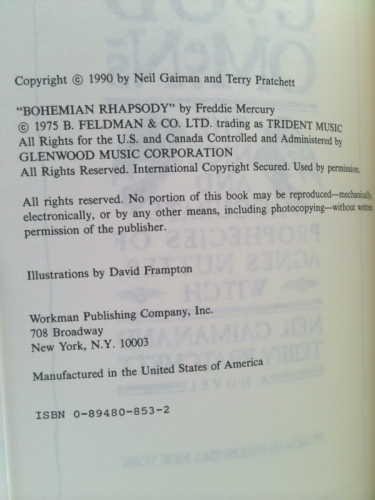 Copyright © 1990 by Neil Gaiman and Terry Pratchett
"BOHEMIAN RHAPSODY" by Freddie Mercury
© 1975 B. FELDMAN & CO. LTD. trading as TRIDENT MUSIC
All Rights for the U.S. and Canada Controlled and Administered by
GLENWOOD MUSIC CORPORATION
All Rights Reserved. International Copyright Secured. Used by permission.
All rights reserved. No portion of this book may be reproduced—mechanically,
electronically, or by any other means, including photocopying—without written
permission of the publisher.
Illustrations by David Frampton
Workman Publishing Company, Inc.
708 Broadway
New York, N.Y. 10003
Manufactured in the United States of America
ISBN 0-89480-853-2